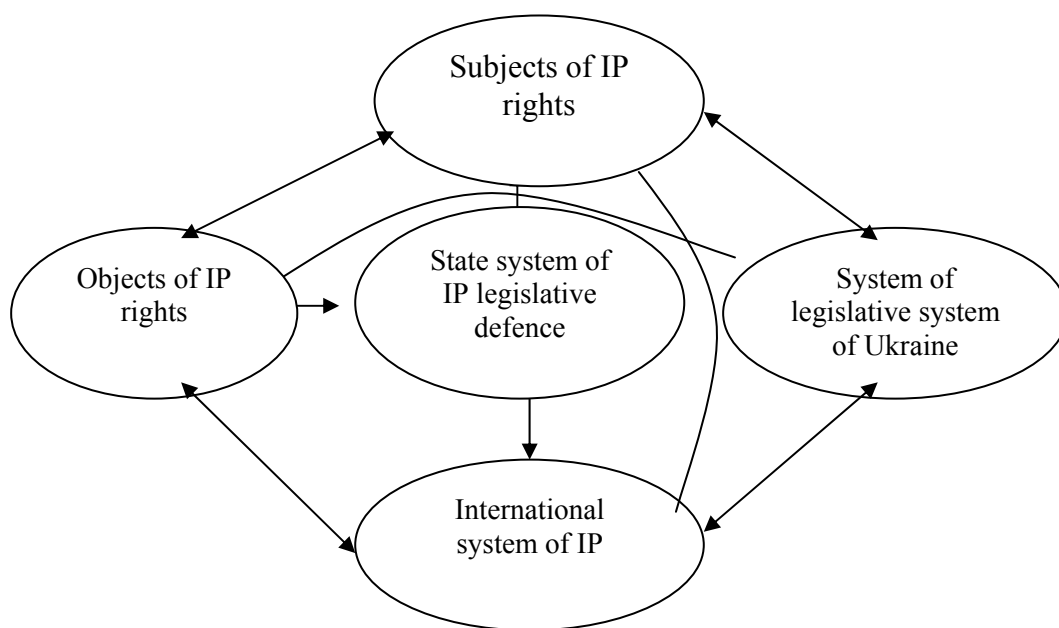 Subjects of IP
rights
Objects of IP
rights
State system of
IP legislative
defence
System of
legislative system
of Ukraine
International
system of IP